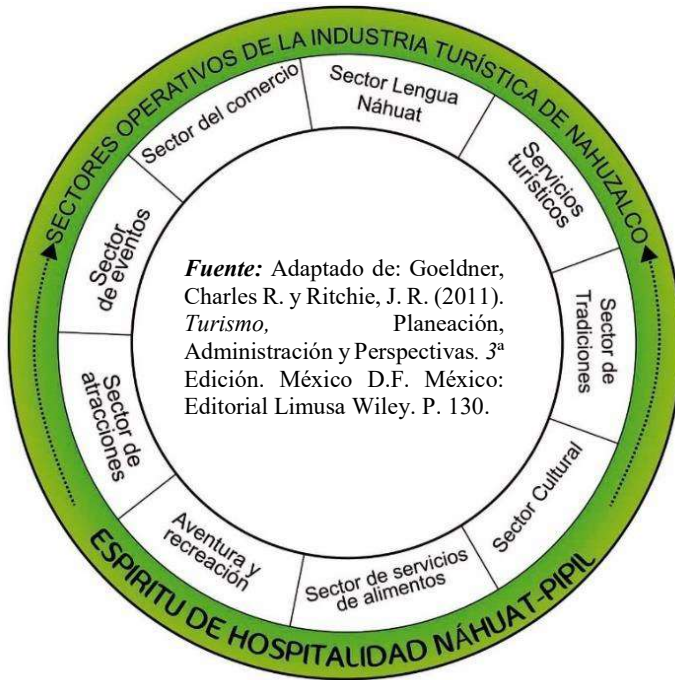 SECTORES OPERATIVOS DE LA INDUSTRIA TURÍSTICA DE NAHUZALCO
Sector del comercio
Sector Lengua
Náhuat
Servicios
turísticos
Sector
de eventos
Sector de
Tradiciones
Fuente: Adaptado de: Goeldner,
Charles R. y Ritchie, J. R. (2011).
Turismo, Planeación,
Administración y Perspectivas. 3ª
Edición. México D.F. México:
Editorial Limusa Wiley. P. 130.
Sector de
atracciones
Sector Cultural
Aventura y
recreación
Sector de servicios
de alimentos
ESPIRITU DE HOSPITALIDAD NÁHUAT-PIPIL